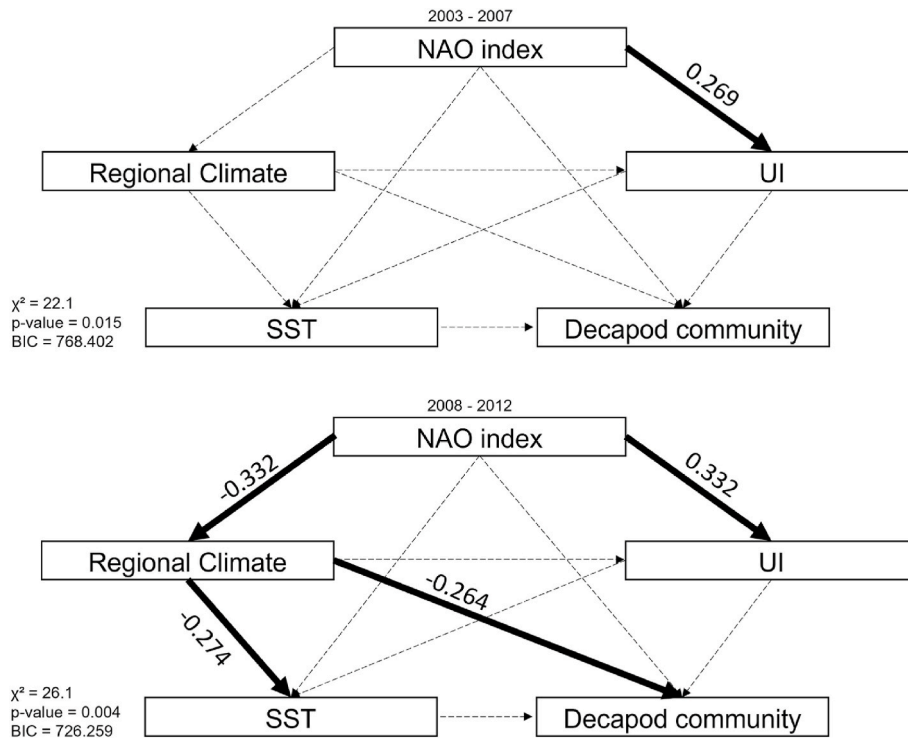 2003 - 2007
NAO index
0.269
Regional Climate
UI
χ² = 22.1
p-value = 0.015
BIC = 768.402
SST
Decapod community
2008 - 2012
NAO index
-0.332
0.332
Regional Climate
UI
-0.264
-0.274
χ² = 26.1
p-value = 0.004
BIC = 726.259
SST
Decapod community